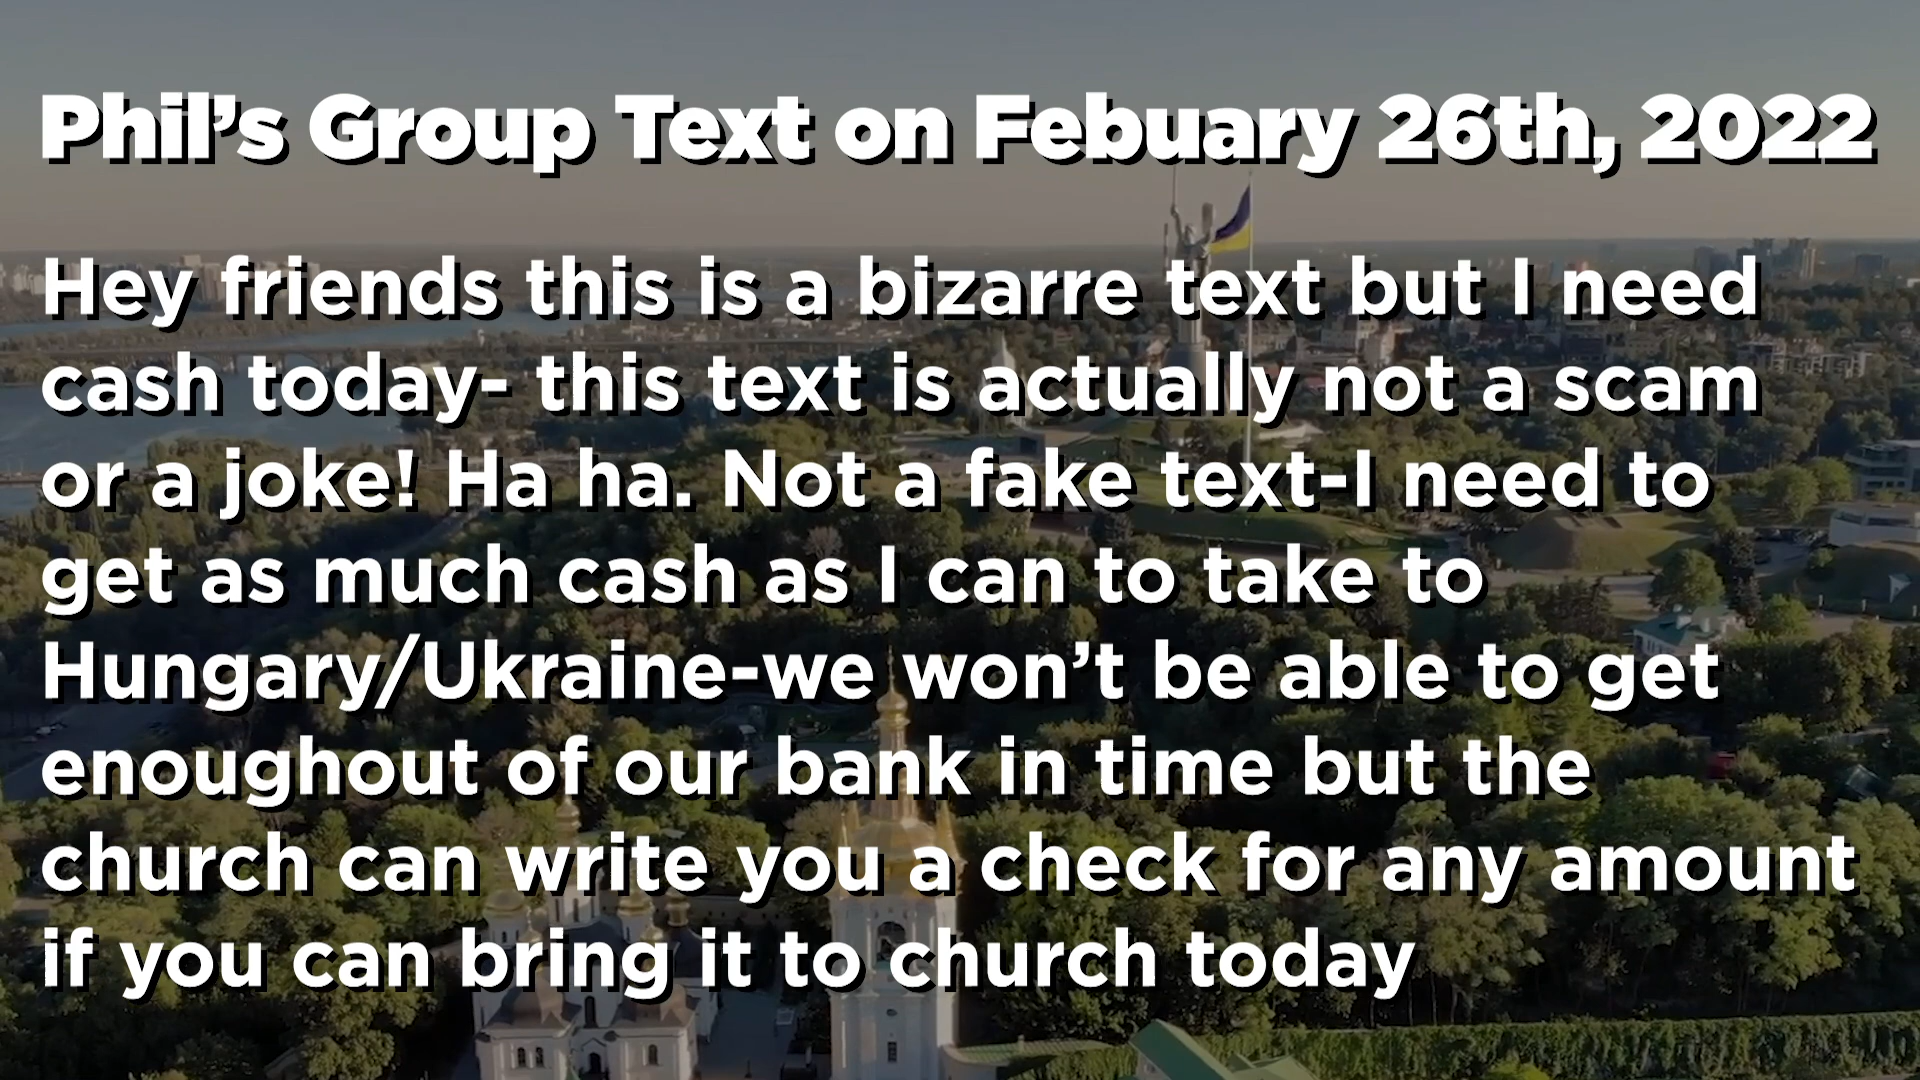 Phil’s Group Text on Febuary 26th, 2022
Hey friends this is a bizarre text but I need
cash today- this text is actually not a scam
or a joke! Ha ha. Not a fake text-I need to
get as much cash as I can to take to
Hungary/Ukraine-we won’t be able to get
enoughout of our bank in time but the
church can write you a check for any amount
if you can bring it to church today